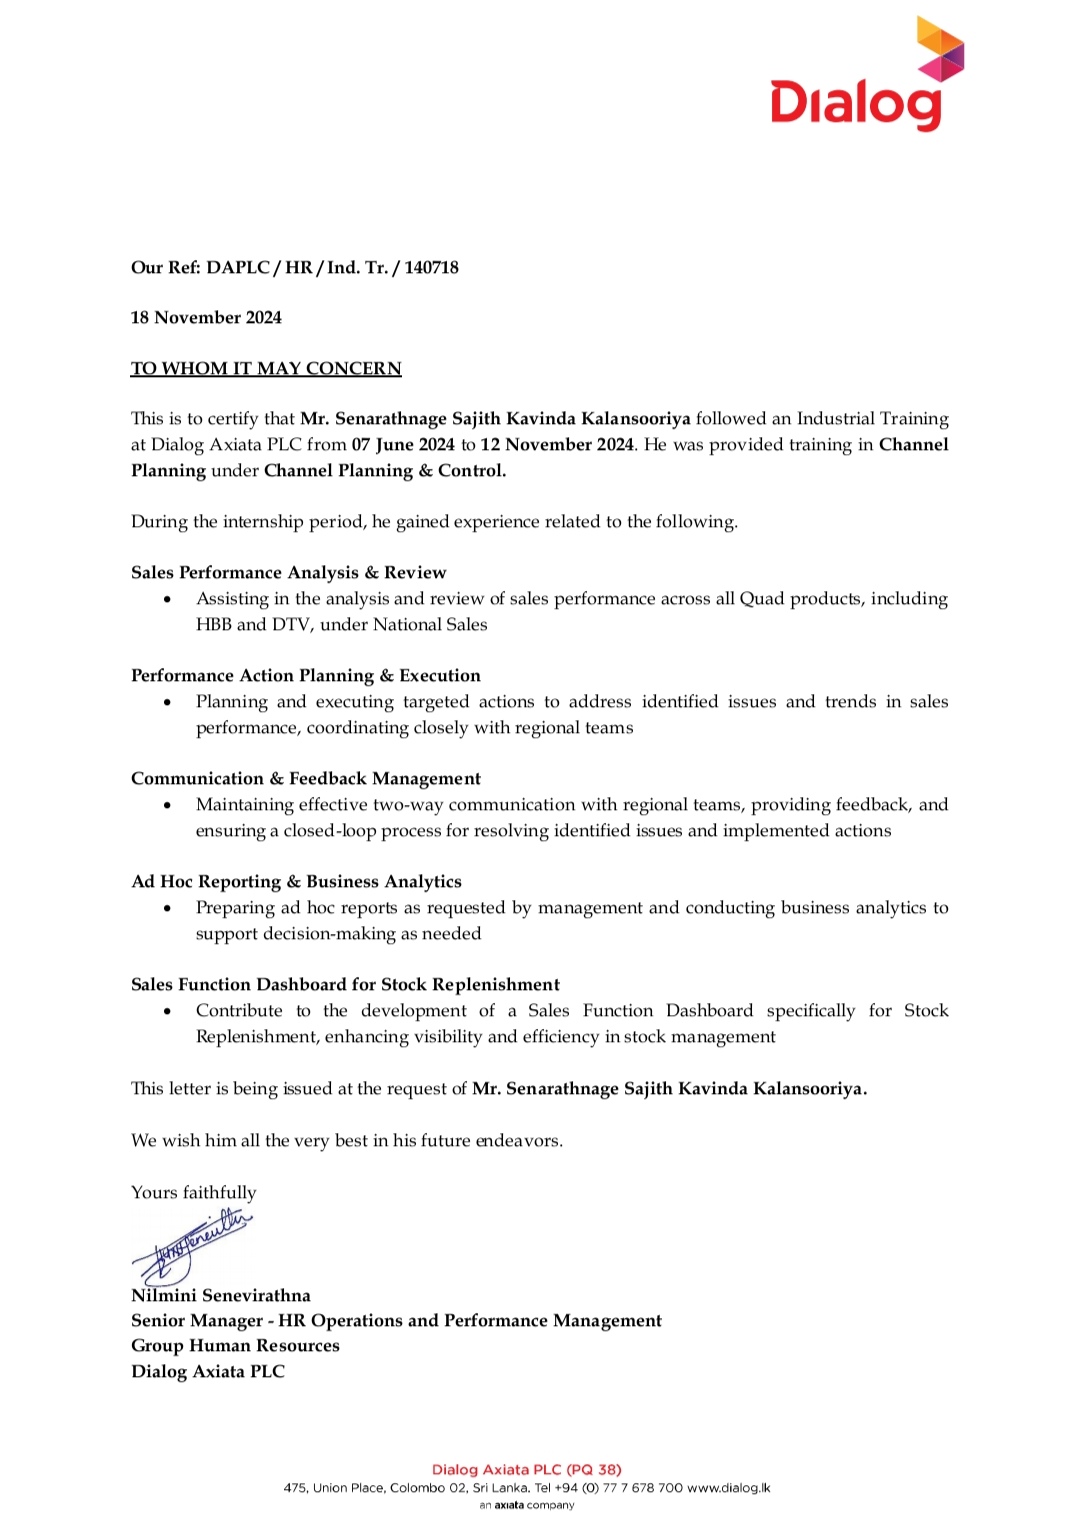 Dialog
Our Ref: DAPLC / HR / Ind. Tr. / 140718
18 November 2024
TO WHOM IT MAY CONCERN
This is to certify that Mr. Senarathnage Sajith Kavinda Kalansooriya followed an Industrial Training
at Dialog Axiata PLC from 07 June 2024 to 12 November 2024. He was provided training in Channel
Planning under Channel Planning & Control.
During the internship period, he gained experience related to the following.
Sales Performance Analysis & Review
• Assisting in the analysis and review of sales performance across all Quad products, including
HBB and DTV, under National Sales
Performance Action Planning & Execution
• Planning and executing targeted actions to address identified issues and trends in sales
performance, coordinating closely with regional teams
Communication & Feedback Management
• Maintaining effective two-way communication with regional teams, providing feedback, and
ensuring a closed-loop process for resolving identified issues and implemented actions
Ad Hoc Reporting & Business Analytics
• Preparing ad hoc reports as requested by management and conducting business analytics to
support decision-making as needed
Sales Function Dashboard for Stock Replenishment
• Contribute to the development of a Sales Function Dashboard specifically for Stock
Replenishment, enhancing visibility and efficiency in stock management
This letter is being issued at the request of Mr. Senarathnage Sajith Kavinda Kalansooriya.
We wish him all the very best in his future endeavors.
Yours faithfully
Nilmini Senevirathna
Senior Manager - HR Operations and Performance Management
Group Human Resources
Dialog Axiata PLC
Dialog Axiata PLC (PQ 38)
475, Union Place, Colombo 02, Sri Lanka. Tel +94 (0) 77 7 678 700 www.dialog.lk
an axiata company